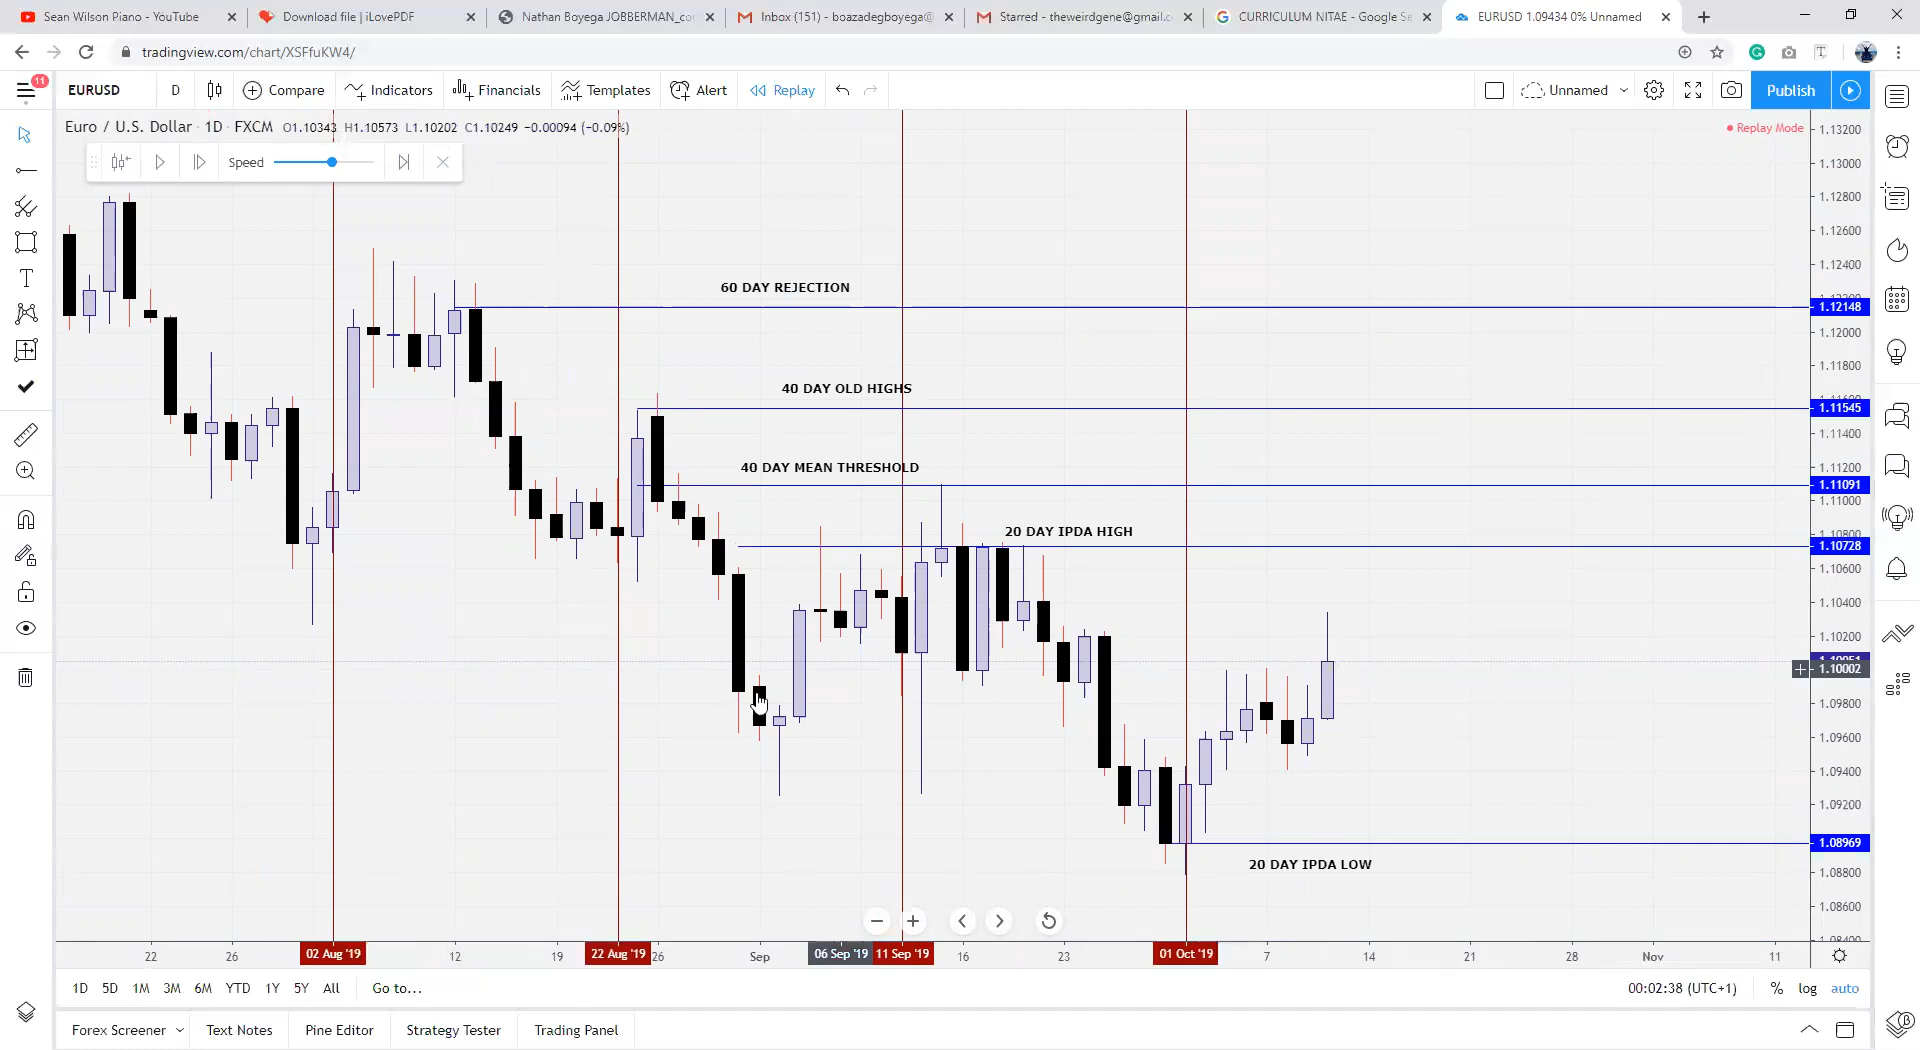 Sean Wilson Piano - YouTube
Download file | iLovePDF
Nathan Boyega JOBBERMAN_co
Inbox (151) - boazadegboyega@
Starred - theweirdgene@gmail.c
CURRICULUM NITAE - Google Se
EURUSD 1.09434 0% Unnamed
tradingview.com/chart/XSFfuKW4/
11
EURUSD D Compare Indicators Financials Templates Alert Replay Unnamed Publish
Euro / U.S. Dollar · 1D · FXCM O1.10343 H1.10573 L1.10202 C1.10249 −0.00094 (−0.09%)
Replay Mode
Speed
1.13200
1.13000
1.12800
1.12600
1.12400
60 DAY REJECTION
1.12148
1.12000
1.11800
40 DAY OLD HIGHS
1.11545
1.11400
40 DAY MEAN THRESHOLD
1.11200
1.11091
1.11000
20 DAY IPDA HIGH
1.10728
1.10600
1.10400
1.10200
1.10002
1.09800
1.09600
1.09400
1.09200
1.08969
20 DAY IPDA LOW
1.08800
1.08600
22 26 02 Aug '19 12 19 22 Aug '19 26 Sep 06 Sep '19 11 Sep '19 16 23 01 Oct '19 7 14 21 28 Nov 11
1D 5D 1M 3M 6M YTD 1Y 5Y All Go to... 00:02:38 (UTC+1) % log auto
Forex Screener Text Notes Pine Editor Strategy Tester Trading Panel